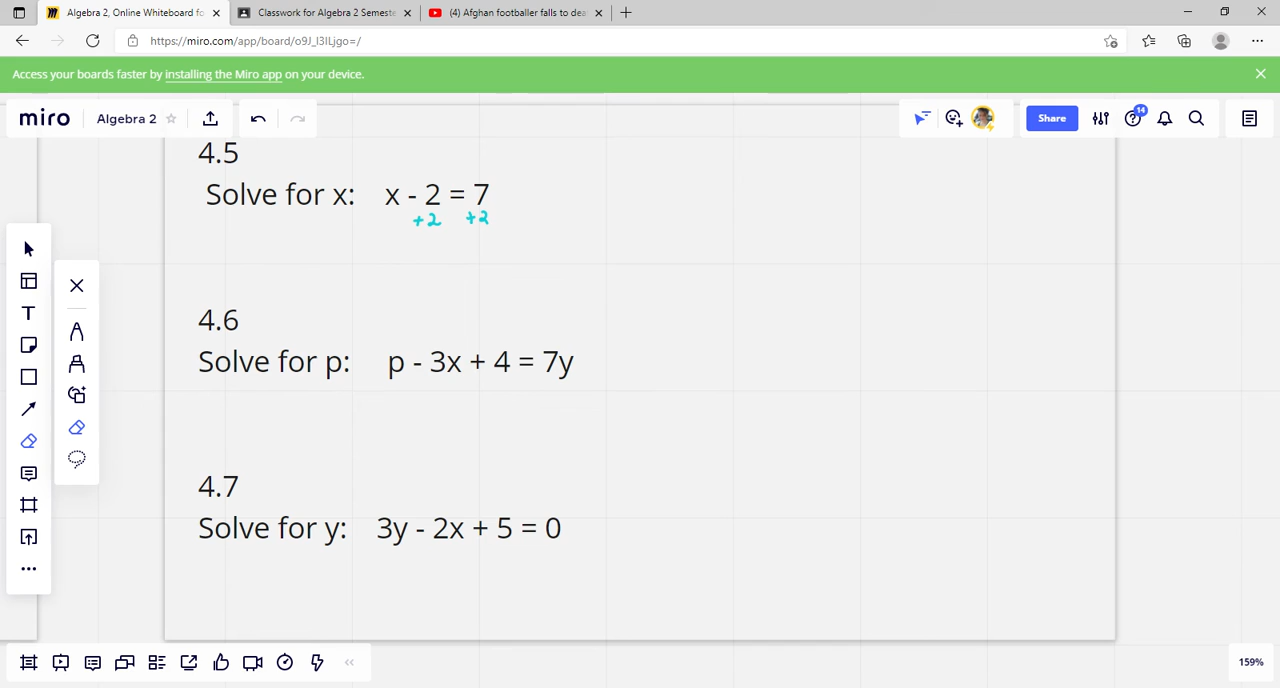 Algebra 2, Online Whiteboard fo
Classwork for Algebra 2 Semeste
(4) Afghan footballer falls to dea
https://miro.com/app/board/o9J_l3lLjgo=/
Access your boards faster by installing the Miro app on your device.
miro
Algebra 2
Share
14
4.5
Solve for x: x - 2 = 7
+2 +2
4.6
Solve for p: p - 3x + 4 = 7y
4.7
Solve for y: 3y - 2x + 5 = 0
159%